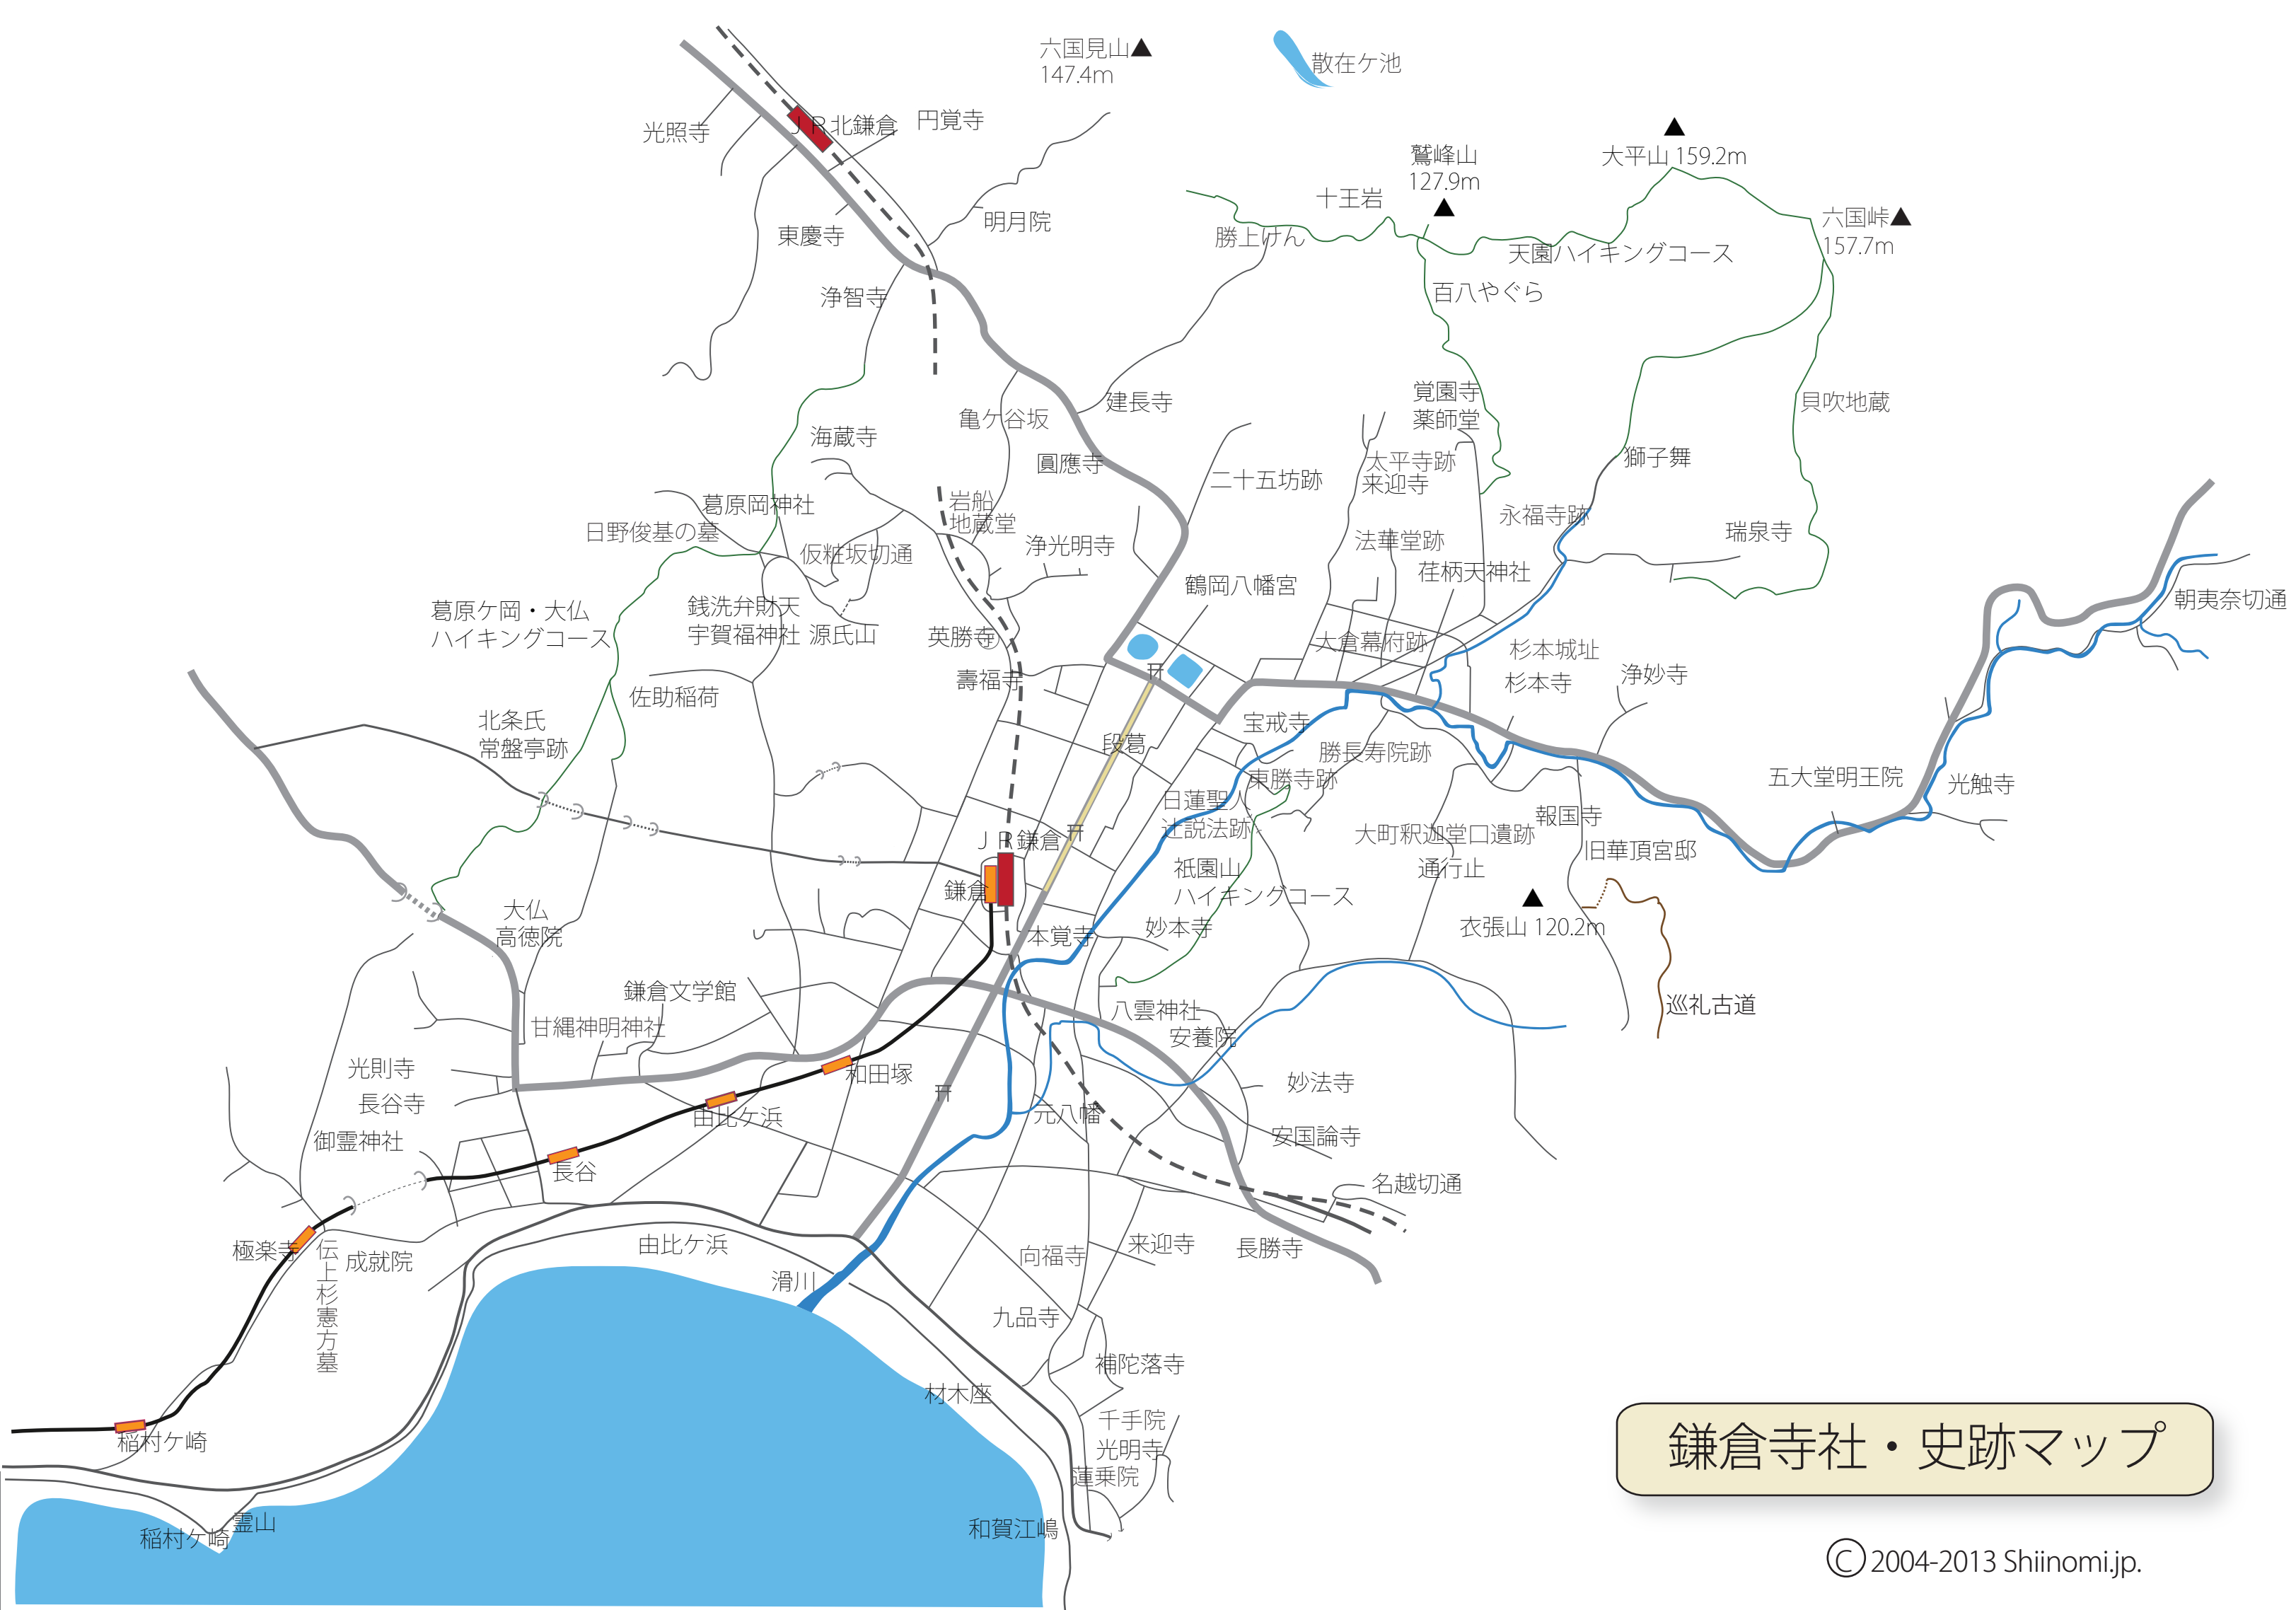 六国見山▲
147.4m
散在ケ池
光照寺
ＪＲ北鎌倉
円覚寺
鷲峰山
127.9m
大平山 159.2m
十王岩
明月院
東慶寺
勝上けん
六国峠▲
157.7m
天園ハイキングコース
浄智寺
百八やぐら
亀ケ谷坂
建長寺
覚園寺
薬師堂
貝吹地蔵
海蔵寺
圓應寺
二十五坊跡
太平寺跡
来迎寺
獅子舞
葛原岡神社
岩船
地蔵堂
日野俊基の墓
永福寺跡
瑞泉寺
仮粧坂切通
浄光明寺
法華堂跡
荏柄天神社
鶴岡八幡宮
朝夷奈切通
葛原ケ岡・大仏
ハイキングコース
銭洗弁財天
宇賀福神社
源氏山
英勝寺
大倉幕府跡
杉本城址
杉本寺
浄妙寺
壽福寺
佐助稲荷
北条氏
常盤亭跡
段葛
宝戒寺
勝長寿院跡
東勝寺跡
五大堂明王院
光触寺
日蓮聖人
辻説法跡
報国寺
大町釈迦堂口遺跡
通行止
ＪＲ鎌倉
旧華頂宮邸
祇園山
ハイキングコース
鎌倉
大仏
高徳院
本覚寺
妙本寺
衣張山 120.2m
鎌倉文学館
巡礼古道
八雲神社
甘縄神明神社
安養院
光則寺
和田塚
妙法寺
長谷寺
由比ケ浜
元八幡
御霊神社
安国論寺
長谷
名越切通
極楽寺
伝上杉憲方墓
成就院
由比ケ浜
向福寺
来迎寺
長勝寺
滑川
九品寺
補陀落寺
材木座
千手院
光明寺
蓮乗院
稲村ケ崎
鎌倉寺社・史跡マップ
霊山
稲村ケ崎
和賀江嶋
Ⓒ 2004-2013 Shiinomi.jp.